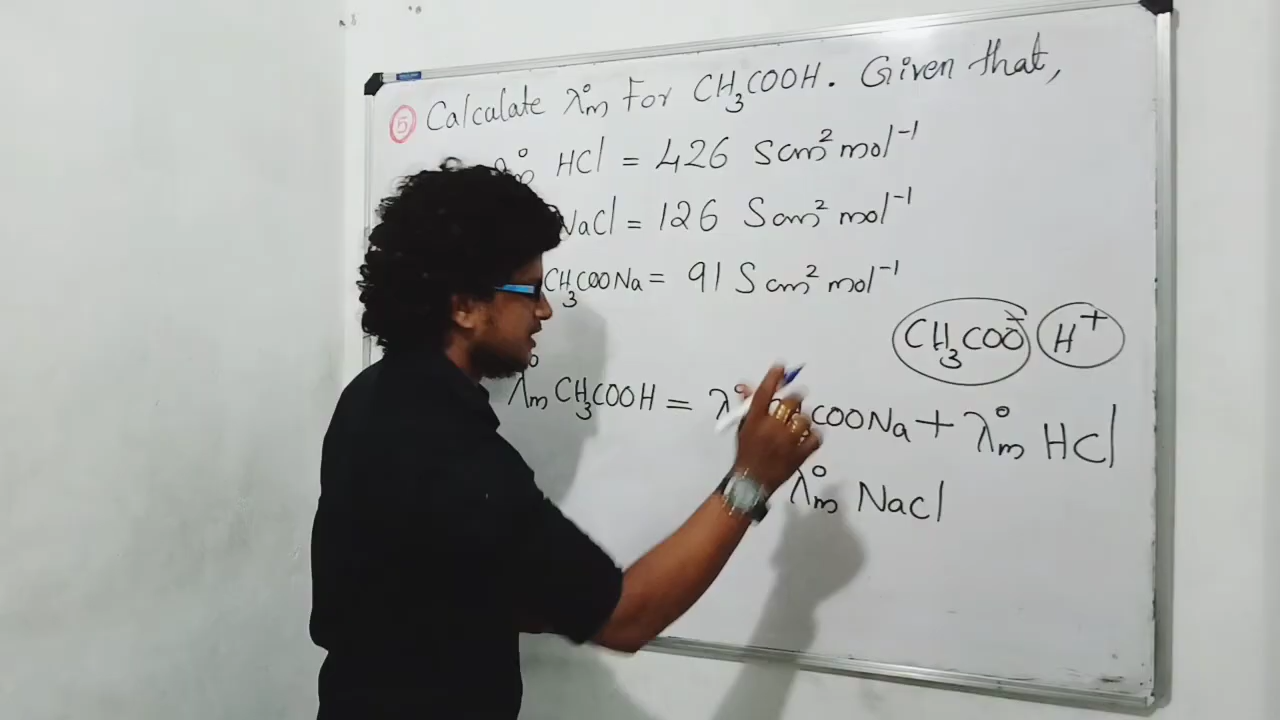 5 Calculate λ°m For CH3COOH. Given that,
HCl = 426 S cm² mol⁻¹
NaCl = 126 S cm² mol⁻¹
CH3COONa = 91 S cm² mol⁻¹
CH3COO⁻ H⁺
λ°m CH3COOH = COONa + λ°m HCl
λ°m NaCl